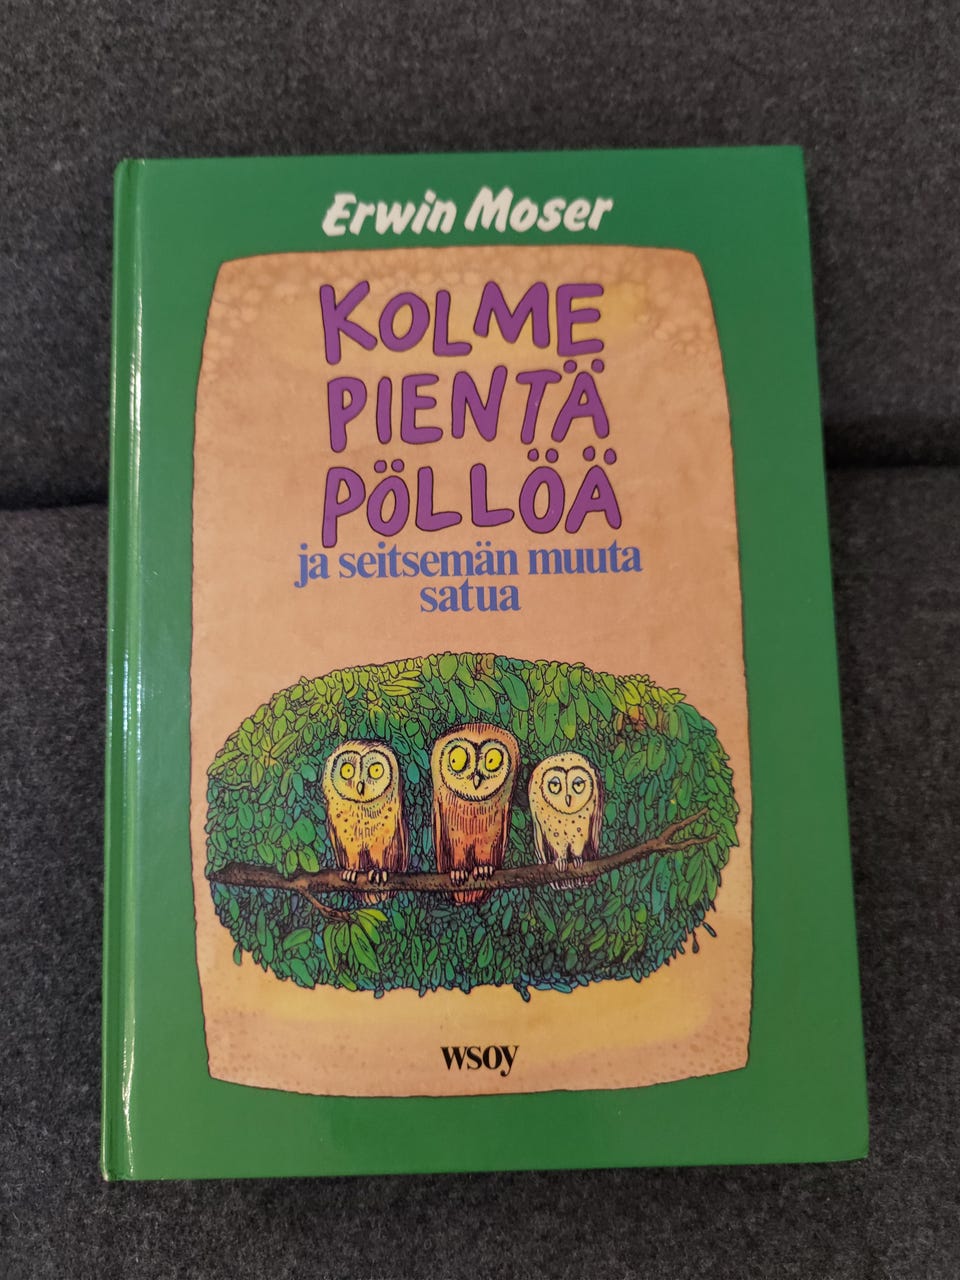 Erwin Moser
KOLME
PIENTÄ
PÖLLÖÄ
ja seitsemän muuta
satua
wsoy